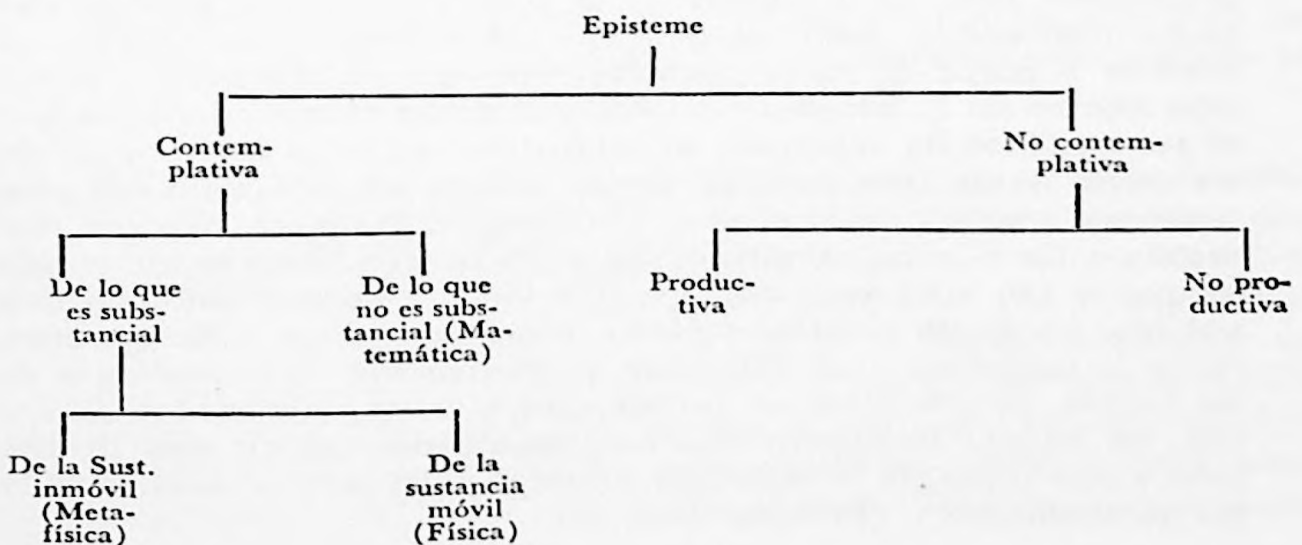 Episteme
Contem-
plativa
No contem-
plativa
De lo que
es subs-
tancial
De lo que
no es subs-
tancial (Ma-
temática)
Produc-
tiva
No pro-
ductiva
De la Sust.
inmóvil
(Meta-
física)
De la
sustancia
móvil
(Física)